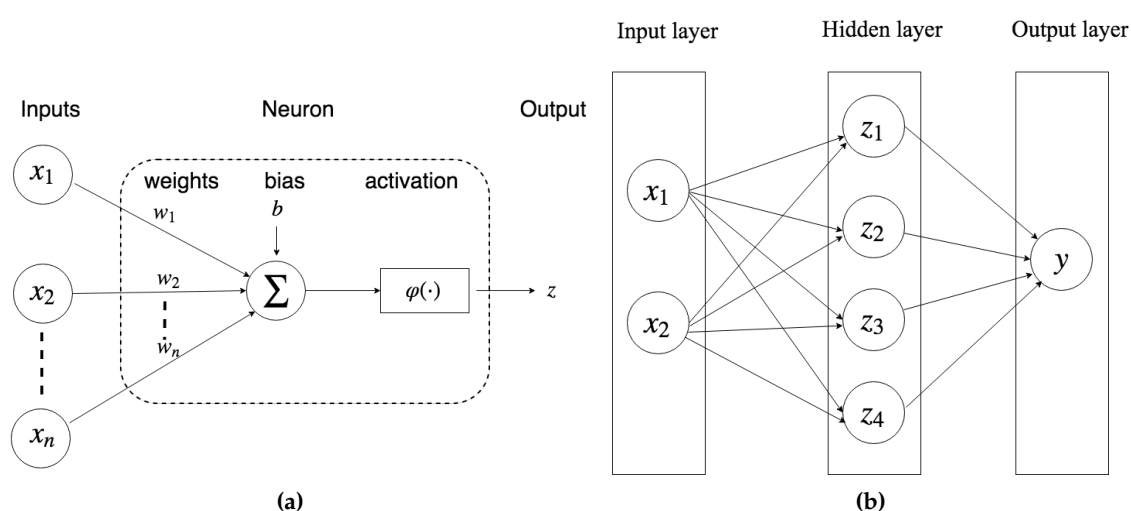 Inputs Neuron Output
x₁
weights bias activation
w₁ b
x₂ w₂ Σ φ(·) z
wₙ
xₙ
(a)
Input layer Hidden layer Output layer
z₁
x₁
z₂
y
x₂ z₃
z₄
(b)